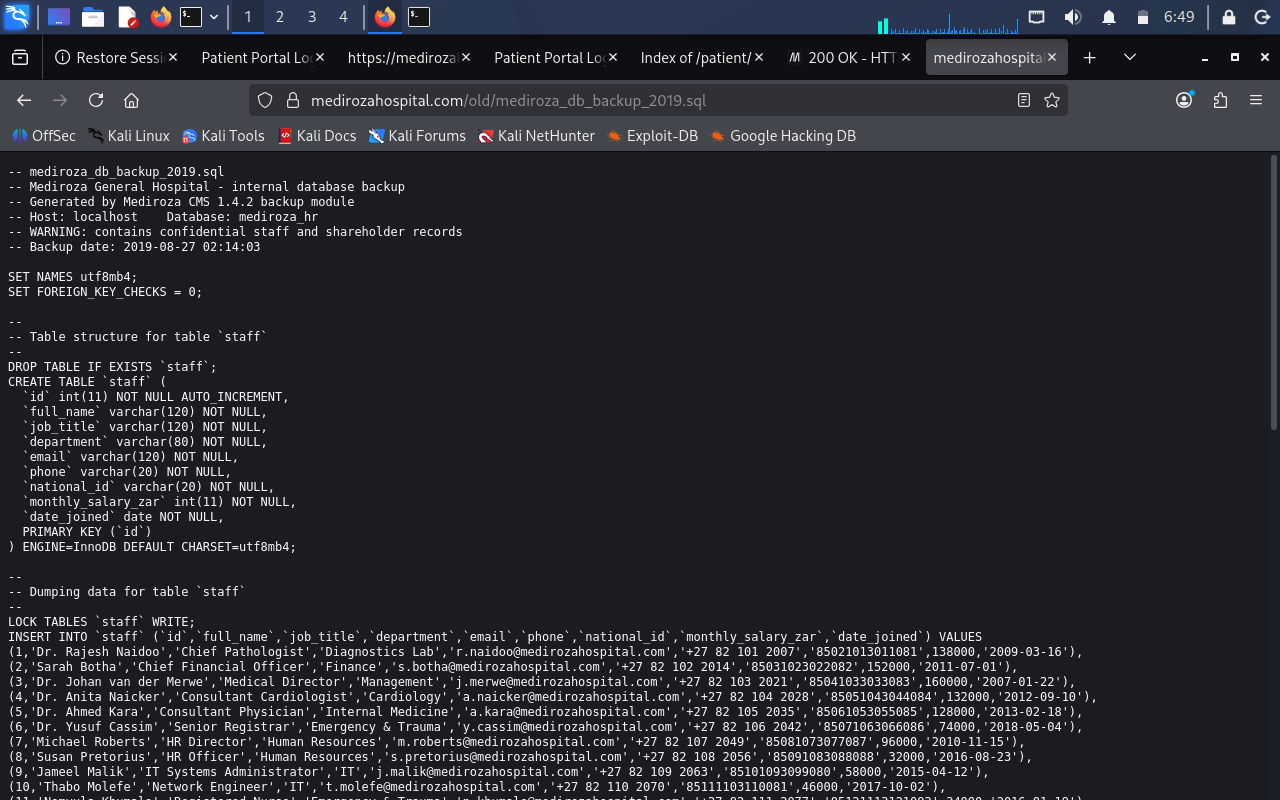 1 2 3 4 6:49
Restore Sessi Patient Portal Lo https://mediroza Patient Portal Lo Index of /patient/ 200 OK - HTT medirozahospita
medirozahospital.com/old/mediroza_db_backup_2019.sql
OffSec Kali Linux Kali Tools Kali Docs Kali Forums Kali NetHunter Exploit-DB Google Hacking DB
-- mediroza_db_backup_2019.sql
-- Mediroza General Hospital - internal database backup
-- Generated by Mediroza CMS 1.4.2 backup module
-- Host: localhost    Database: mediroza_hr
-- WARNING: contains confidential staff and shareholder records
-- Backup date: 2019-08-27 02:14:03
SET NAMES utf8mb4;
SET FOREIGN_KEY_CHECKS = 0;
--
-- Table structure for table `staff`
--
DROP TABLE IF EXISTS `staff`;
CREATE TABLE `staff` (
  `id` int(11) NOT NULL AUTO_INCREMENT,
  `full_name` varchar(120) NOT NULL,
  `job_title` varchar(120) NOT NULL,
  `department` varchar(80) NOT NULL,
  `email` varchar(120) NOT NULL,
  `phone` varchar(20) NOT NULL,
  `national_id` varchar(20) NOT NULL,
  `monthly_salary_zar` int(11) NOT NULL,
  `date_joined` date NOT NULL,
  PRIMARY KEY (`id`)
) ENGINE=InnoDB DEFAULT CHARSET=utf8mb4;
--
-- Dumping data for table `staff`
--
LOCK TABLES `staff` WRITE;
INSERT INTO `staff` (`id`,`full_name`,`job_title`,`department`,`email`,`phone`,`national_id`,`monthly_salary_zar`,`date_joined`) VALUES
(1,'Dr. Rajesh Naidoo','Chief Pathologist','Diagnostics Lab','r.naidoo@medirozahospital.com','+27 82 101 2007','85021013011081',138000,'2009-03-16'),
(2,'Sarah Botha','Chief Financial Officer','Finance','s.botha@medirozahospital.com','+27 82 102 2014','85031023022082',152000,'2011-07-01'),
(3,'Dr. Johan van der Merwe','Medical Director','Management','j.merwe@medirozahospital.com','+27 82 103 2021','85041033033083',160000,'2007-01-22'),
(4,'Dr. Anita Naicker','Consultant Cardiologist','Cardiology','a.naicker@medirozahospital.com','+27 82 104 2028','85051043044084',132000,'2012-09-10'),
(5,'Dr. Ahmed Kara','Consultant Physician','Internal Medicine','a.kara@medirozahospital.com','+27 82 105 2035','85061053055085',128000,'2013-02-18'),
(6,'Dr. Yusuf Cassim','Senior Registrar','Emergency & Trauma','y.cassim@medirozahospital.com','+27 82 106 2042','85071063066086',74000,'2018-05-04'),
(7,'Michael Roberts','HR Director','Human Resources','m.roberts@medirozahospital.com','+27 82 107 2049','85081073077087',96000,'2010-11-15'),
(8,'Susan Pretorius','HR Officer','Human Resources','s.pretorius@medirozahospital.com','+27 82 108 2056','85091083088088',32000,'2016-08-23'),
(9,'Jameel Malik','IT Systems Administrator','IT','j.malik@medirozahospital.com','+27 82 109 2063','85101093099080',58000,'2015-04-12'),
(10,'Thabo Molefe','Network Engineer','IT','t.molefe@medirozahospital.com','+27 82 110 2070','85111103110081',46000,'2017-10-02'),